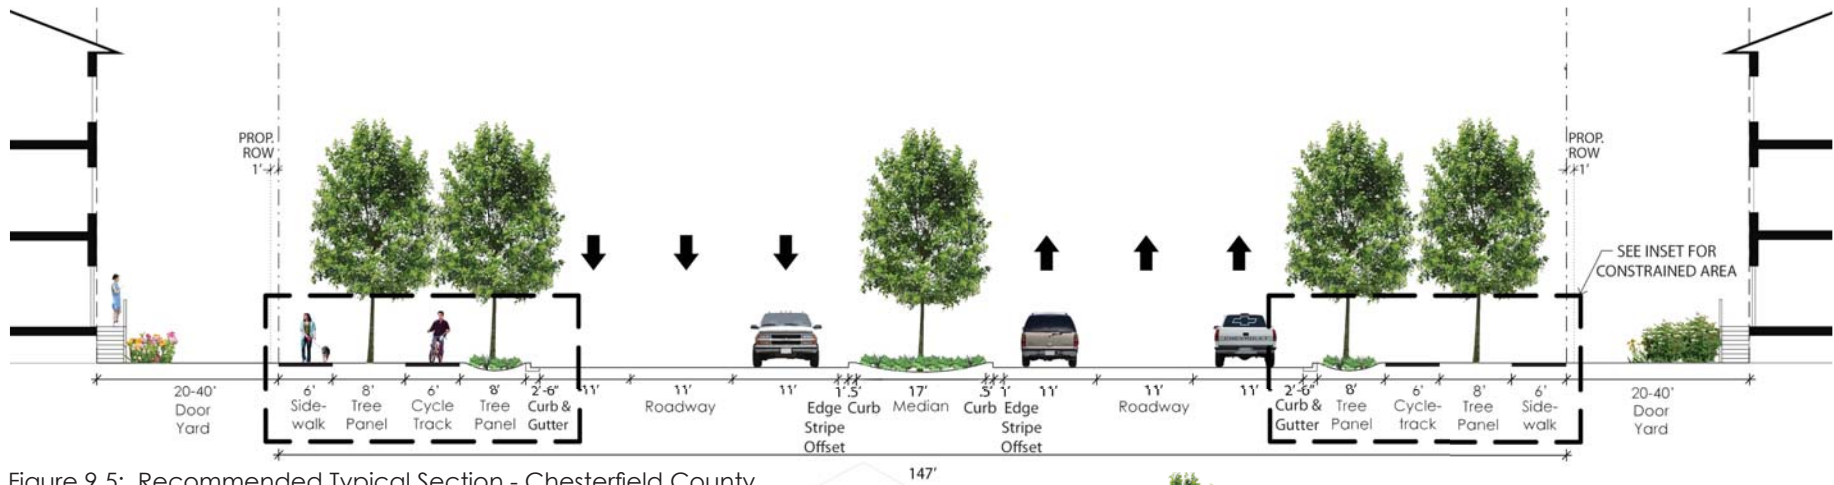 PROP.
ROW
1'
PROP.
ROW
1'
SEE INSET FOR
CONSTRAINED AREA
CHEVROLET
20-40'
Door
Yard
6'
Side-
walk
8'
Tree
Panel
6'
Cycle
Track
8'
Tree
Panel
2'-6"
Curb &
Gutter
11'
11'
Roadway
11'
1'
Edge
Stripe
Offset
.5'
Curb
17'
Median
.5'
Curb
1'
Edge
Stripe
Offset
11'
11'
Roadway
11'
2'-6"
Curb &
Gutter
8'
Tree
Panel
6'
Cycle-
track
8'
Tree
Panel
6'
Side-
walk
20-40'
Door
Yard
147'
Figure 9.5: Recommended Typical Section - Chesterfield County